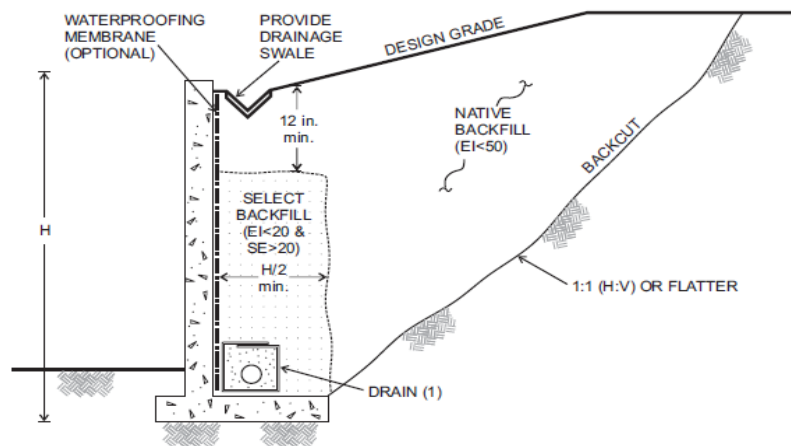 WATERPROOFING
MEMBRANE
(OPTIONAL)
PROVIDE
DRAINAGE
SWALE
DESIGN GRADE
12 in.
min.
NATIVE
BACKFILL
(EI<50)
BACKCUT
H
SELECT
BACKFILL
(EI<20 &
SE>20)
H/2
min.
1:1 (H:V) OR FLATTER
DRAIN (1)